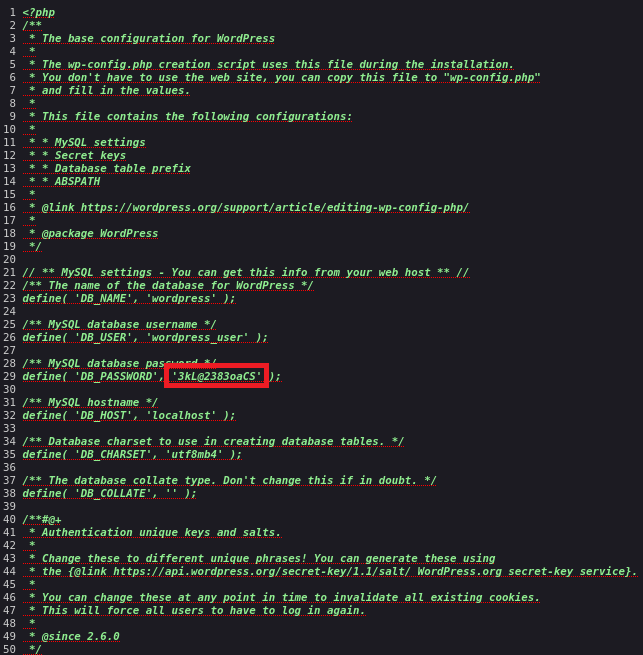 1 <?php
2 /**
3  * The base configuration for WordPress
4  *
5  * The wp-config.php creation script uses this file during the installation.
6  * You don't have to use the web site, you can copy this file to "wp-config.php"
7  * and fill in the values.
8  *
9  * This file contains the following configurations:
10  *
11  * * MySQL settings
12  * * Secret keys
13  * * Database table prefix
14  * * ABSPATH
15  *
16  * @link https://wordpress.org/support/article/editing-wp-config-php/
17  *
18  * @package WordPress
19  */
20
21 // ** MySQL settings - You can get this info from your web host ** //
22 /** The name of the database for WordPress */
23 define( 'DB_NAME', 'wordpress' );
24
25 /** MySQL database username */
26 define( 'DB_USER', 'wordpress_user' );
27
28 /** MySQL database password */
29 define( 'DB_PASSWORD', '3kL@2383oaCS' );
30
31 /** MySQL hostname */
32 define( 'DB_HOST', 'localhost' );
33
34 /** Database charset to use in creating database tables. */
35 define( 'DB_CHARSET', 'utf8mb4' );
36
37 /** The database collate type. Don't change this if in doubt. */
38 define( 'DB_COLLATE', '' );
39
40 /**#@+
41  * Authentication unique keys and salts.
42  *
43  * Change these to different unique phrases! You can generate these using
44  * the {@link https://api.wordpress.org/secret-key/1.1/salt/ WordPress.org secret-key service}.
45  *
46  * You can change these at any point in time to invalidate all existing cookies.
47  * This will force all users to have to log in again.
48  *
49  * @since 2.6.0
50  */